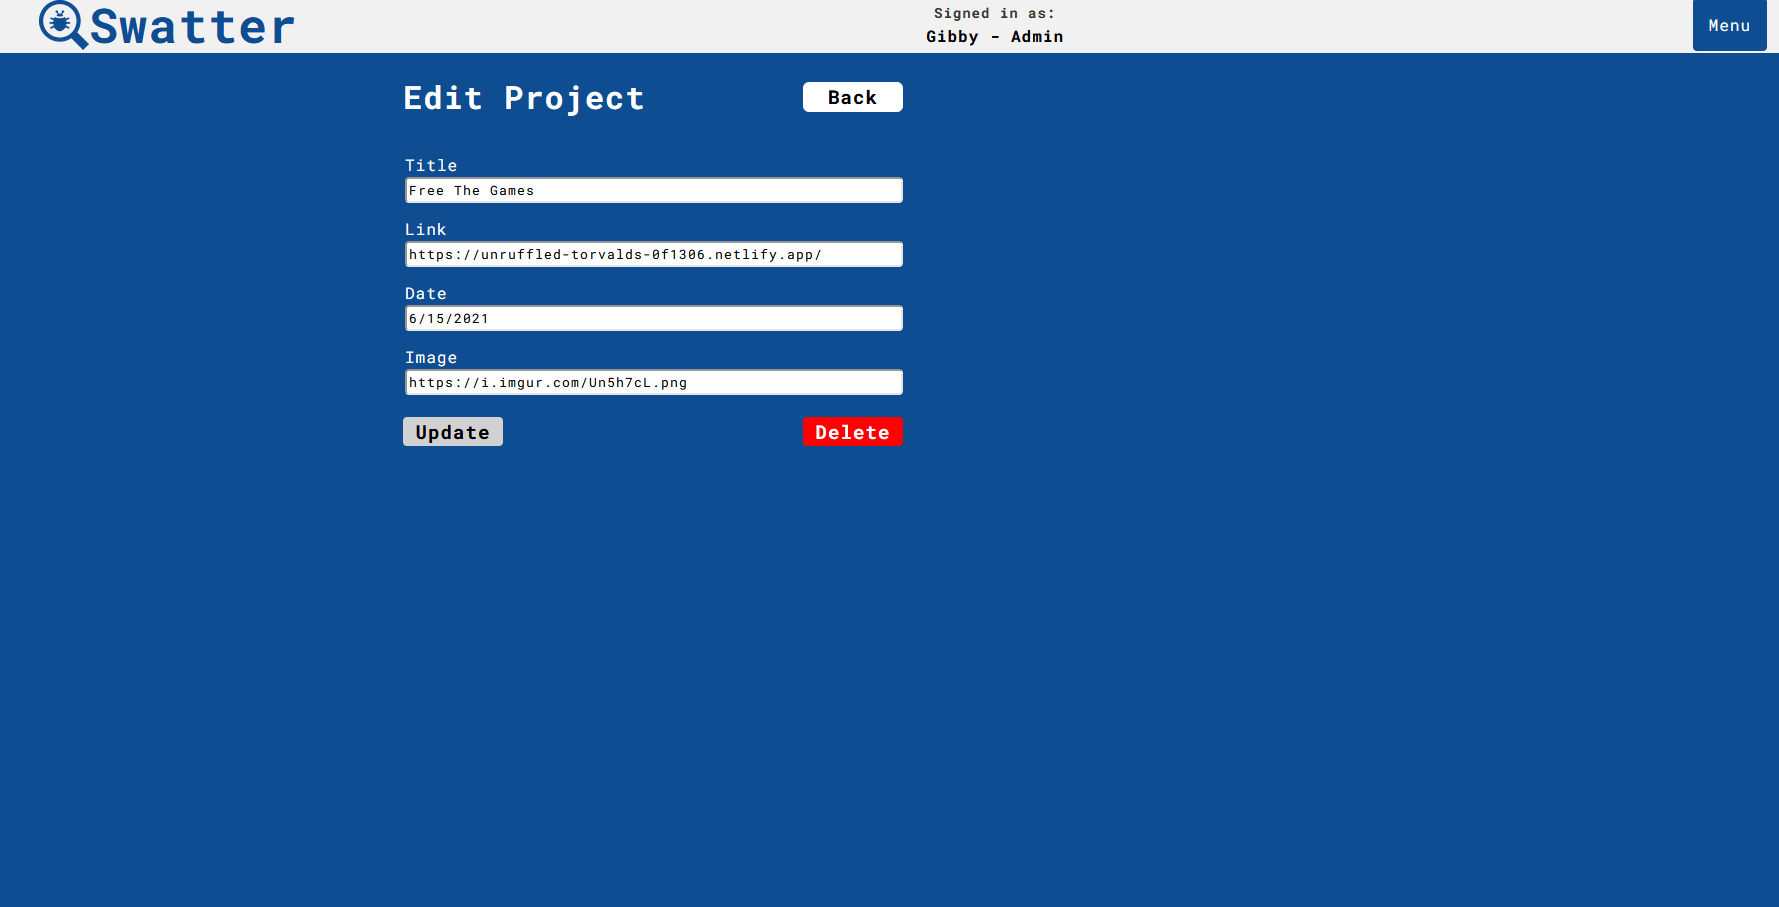 Swatter
Signed in as:
Gibby - Admin
Menu
Edit Project
Back
Title
Free The Games
Link
https://unruffled-torvalds-0f1306.netlify.app/
Date
6/15/2021
Image
https://i.imgur.com/Un5h7cL.png
Update
Delete